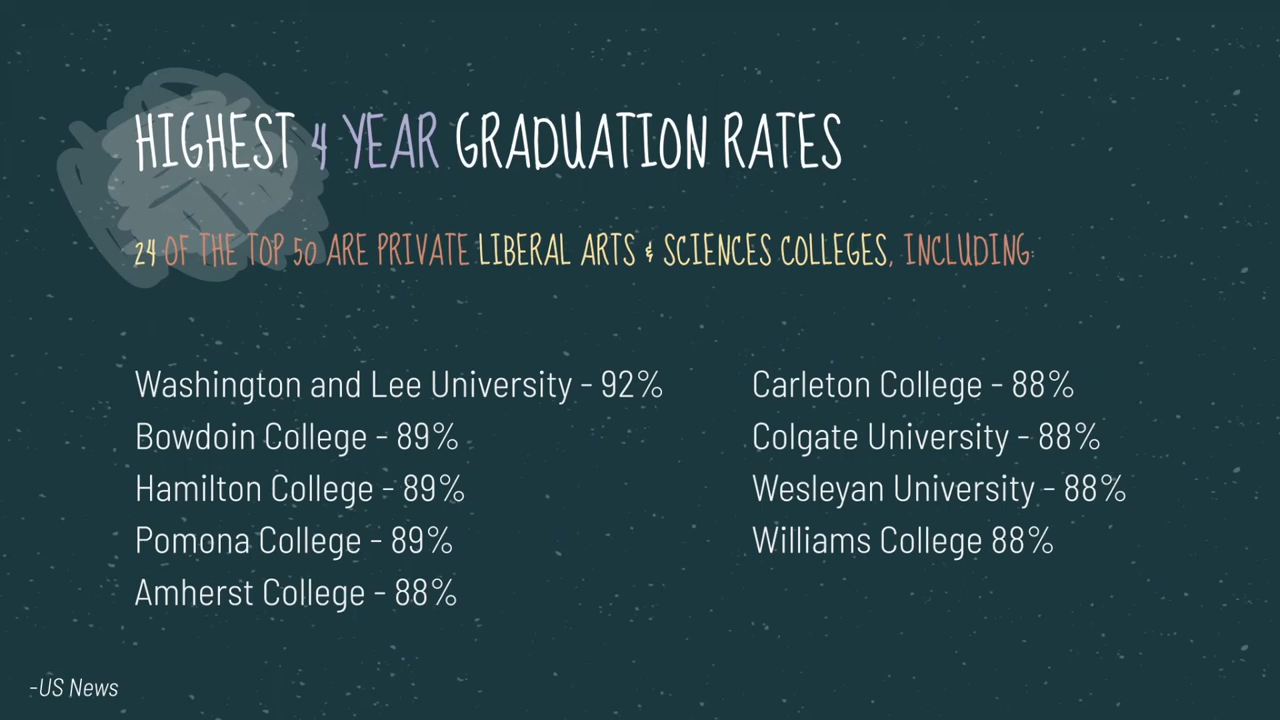 HIGHEST 4 YEAR GRADUATION RATES
24 OF THE TOP 50 ARE PRIVATE LIBERAL ARTS & SCIENCES COLLEGES, INCLUDING:
Washington and Lee University - 92%
Bowdoin College - 89%
Hamilton College - 89%
Pomona College - 89%
Amherst College - 88%
Carleton College - 88%
Colgate University - 88%
Wesleyan University - 88%
Williams College 88%
-US News